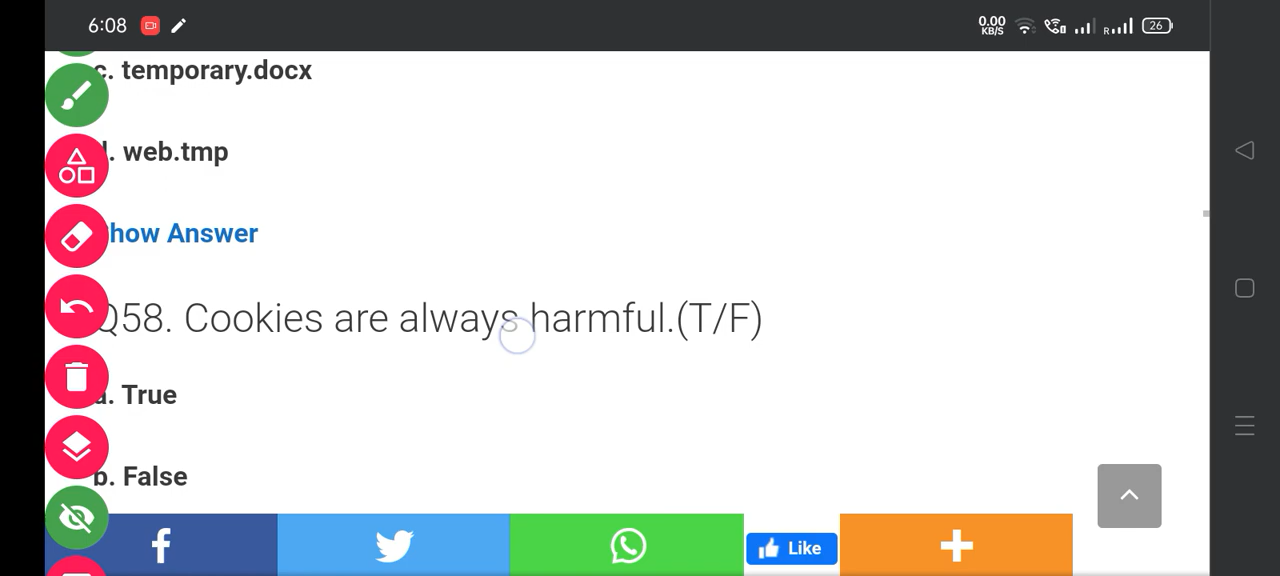 6:08
0.00
KB/S
R
26
c. temporary.docx
. web.tmp
how Answer
Q58. Cookies are always harmful.(T/F)
a. True
b. False
Like